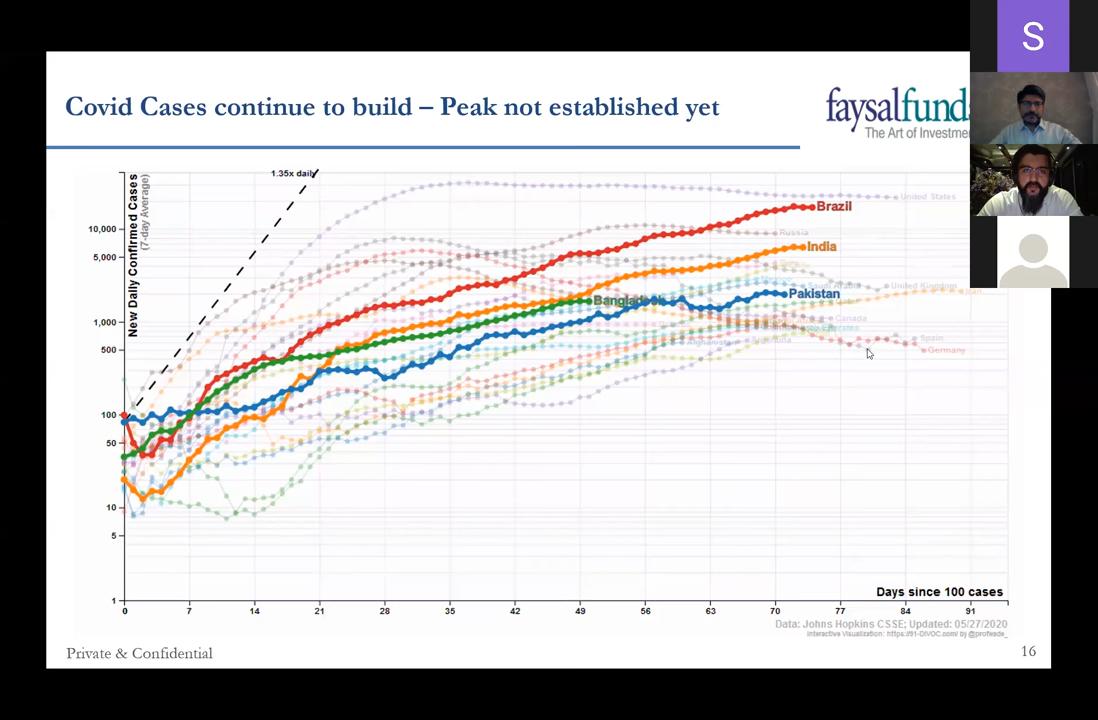 Covid Cases continue to build – Peak not established yet
faysalfund
The Art of Investmen
S
New Daily Confirmed Cases
(7-day Average)
1.35x daily
United States
Brazil
Russia
India
United Kingdom
Pakistan
Bangladesh
Canada
Spain
Germany
10,000
5,000
1,000
500
100
50
10
5
1
0 7 14 21 28 35 42 49 56 63 70 77 84 91
Days since 100 cases
Data: Johns Hopkins CSSE; Updated: 05/27/2020
Interactive Visualization: https://91-DIVOC.com/ by @profwade_
Private & Confidential
16